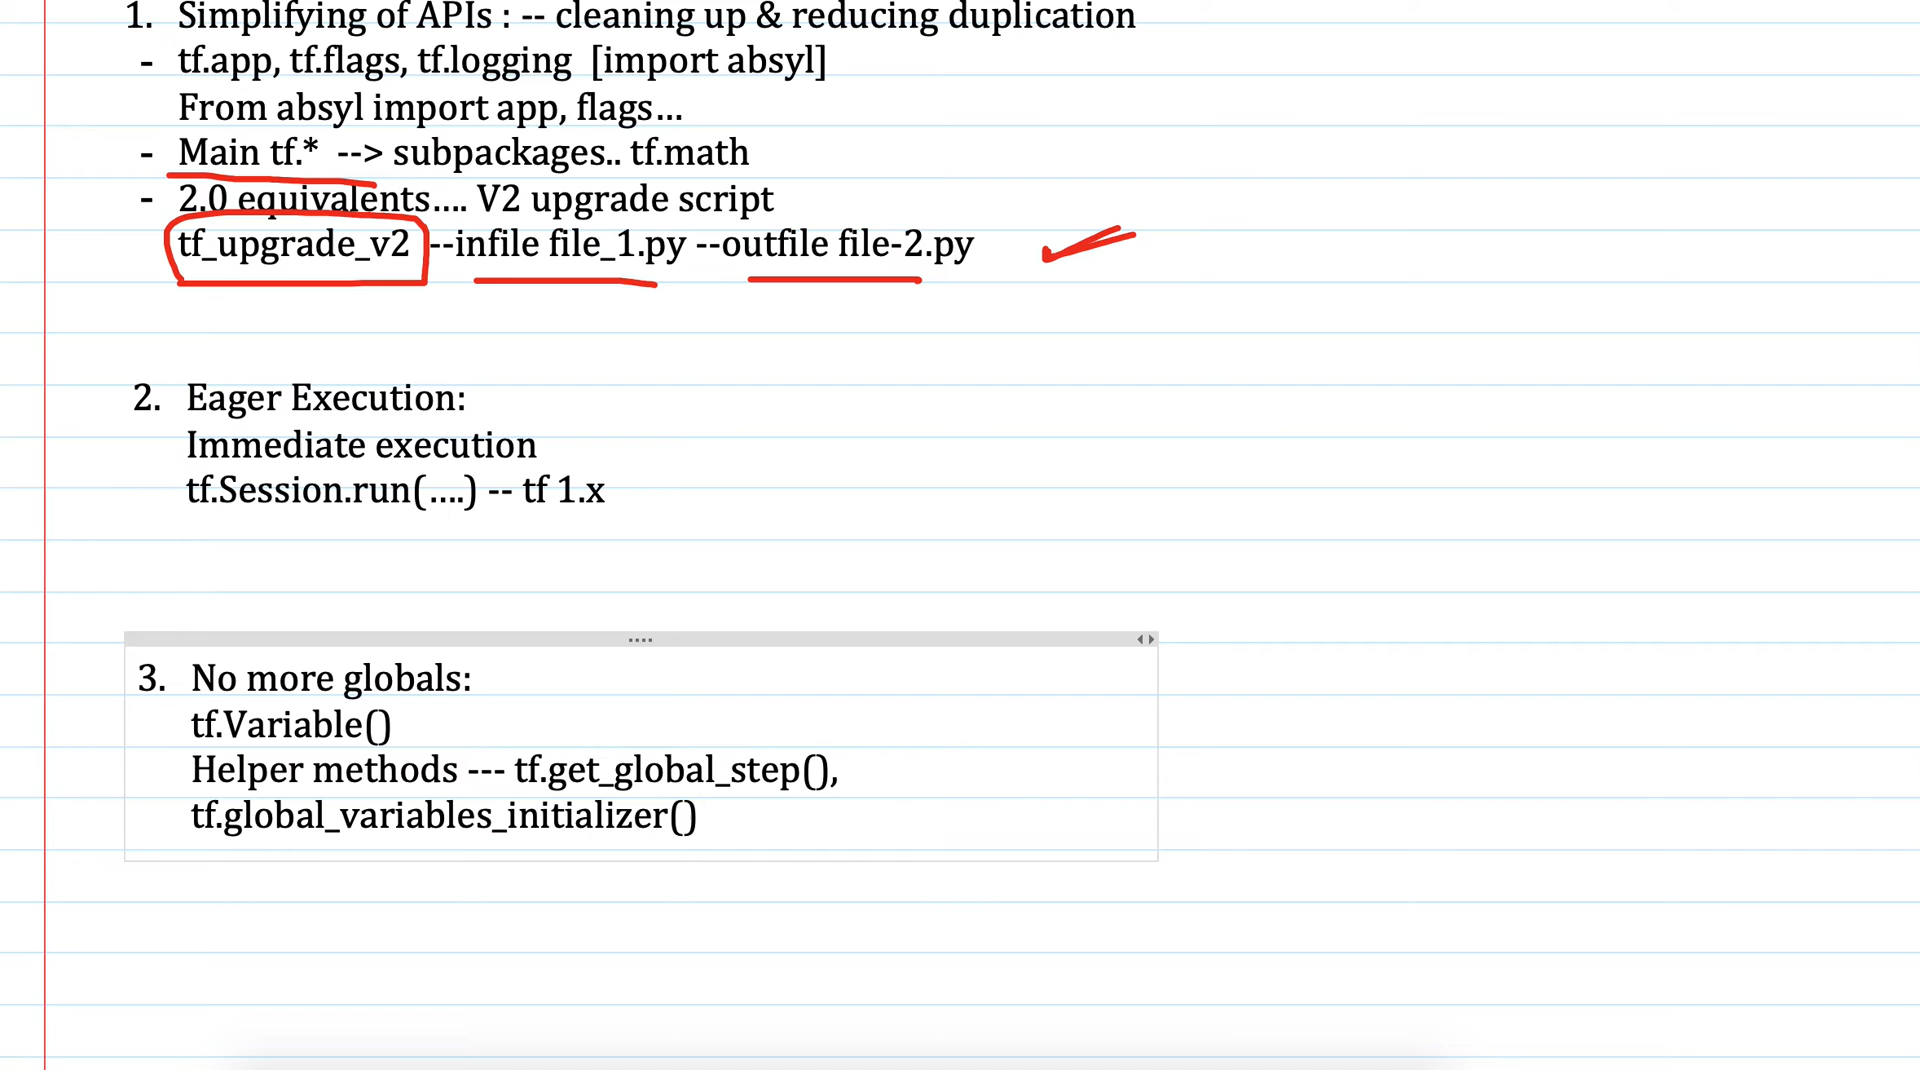 1. Simplifying of APIs : -- cleaning up & reducing duplication
- tf.app, tf.flags, tf.logging [import absyl]
From absyl import app, flags...
- Main tf.* --> subpackages.. tf.math
- 2.0 equivalents.... V2 upgrade script
tf_upgrade_v2 --infile file_1.py --outfile file-2.py
2. Eager Execution:
Immediate execution
tf.Session.run(....) -- tf 1.x
3. No more globals:
tf.Variable()
Helper methods --- tf.get_global_step(),
tf.global_variables_initializer()